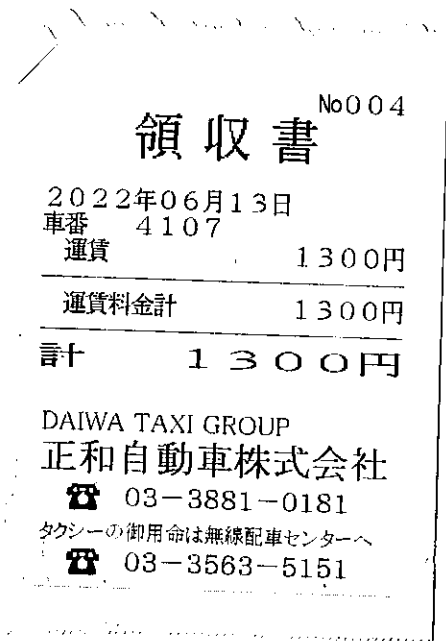 No004
領収書
2022年06月13日
車番 4107
運賃 1300円
運賃料金計 1300円
計 1300円
DAIWA TAXI GROUP
正和自動車株式会社
☎ 03-3881-0181
タクシーの御用命は無線配車センターへ
☎ 03-3563-5151